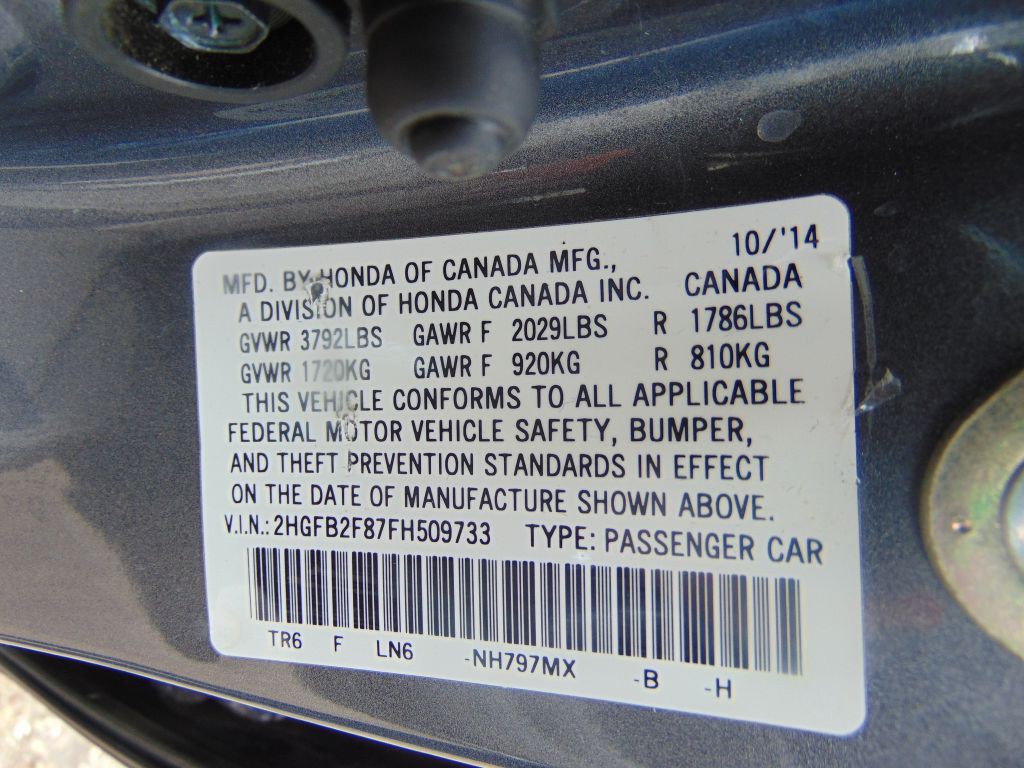 10/'14
MFD. BY HONDA OF CANADA MFG.,
A DIVISION OF HONDA CANADA INC. CANADA
GVWR 3792LBS GAWR F 2029LBS R 1786LBS
GVWR 1720KG GAWR F 920KG R 810KG
THIS VEHICLE CONFORMS TO ALL APPLICABLE
FEDERAL MOTOR VEHICLE SAFETY, BUMPER,
AND THEFT PREVENTION STANDARDS IN EFFECT
ON THE DATE OF MANUFACTURE SHOWN ABOVE.
V.I.N.: 2HGFB2F87FH509733 TYPE: PASSENGER CAR
TR6 F LN6 -NH797MX -B -H